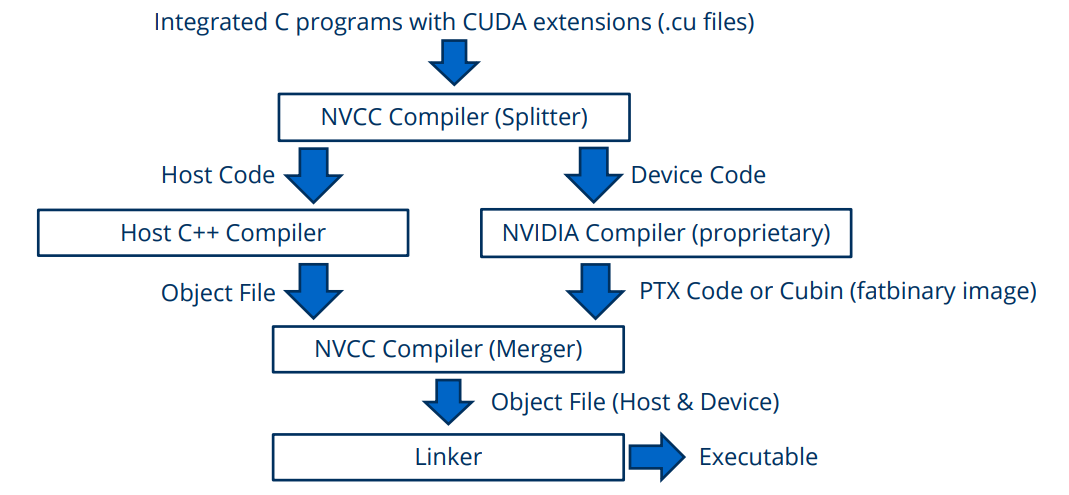 Integrated C programs with CUDA extensions (.cu files)
NVCC Compiler (Splitter)
Host Code
Device Code
Host C++ Compiler
NVIDIA Compiler (proprietary)
Object File
PTX Code or Cubin (fatbinary image)
NVCC Compiler (Merger)
Object File (Host & Device)
Linker
Executable